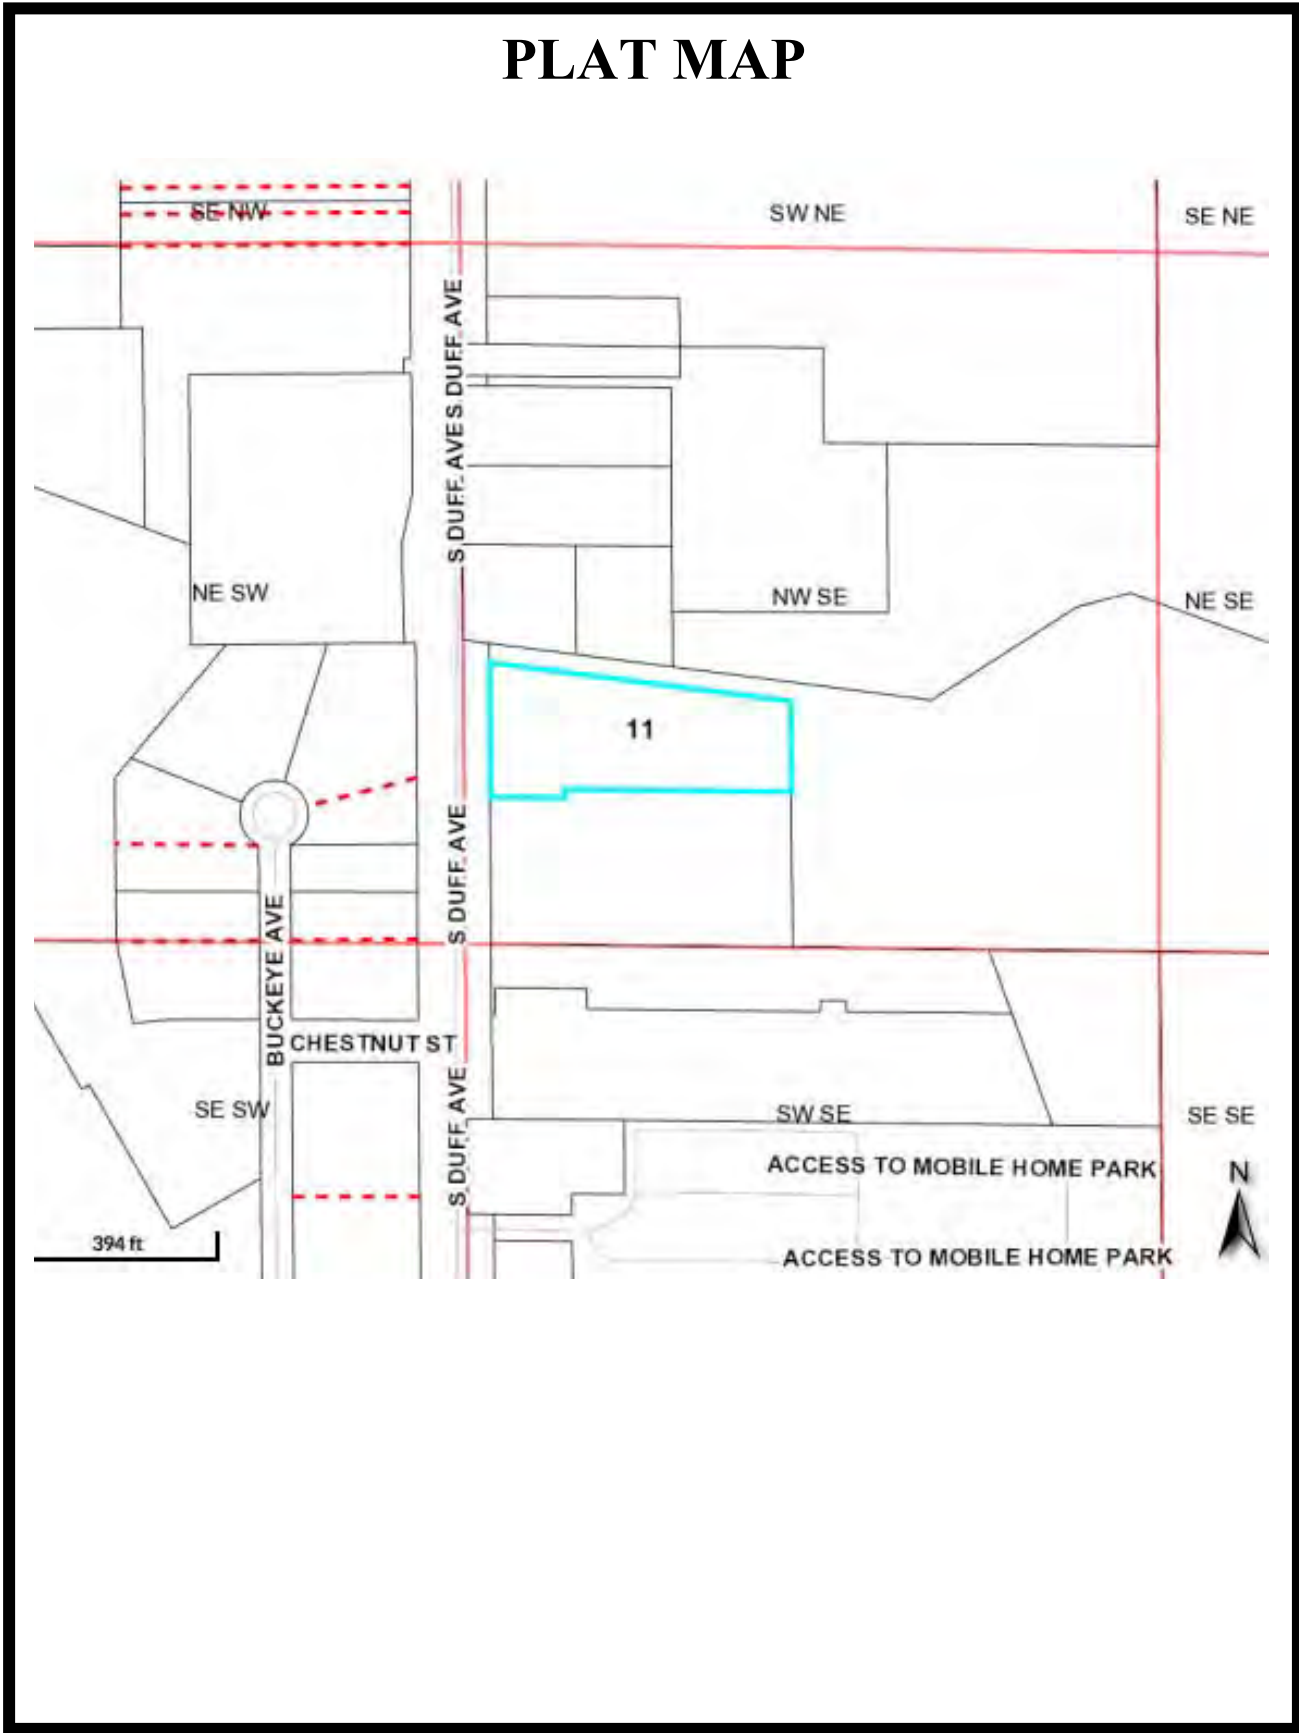 PLAT MAP
SE NW
SW NE
SE NE
S DUFF AVE
S DUFF AVE
NE SW
NW SE
NE SE
11
S DUFF AVE
BUCKEYE AVE
CHESTNUT ST
S DUFF AVE
SE SW
SW SE
SE SE
ACCESS TO MOBILE HOME PARK
N
394 ft
ACCESS TO MOBILE HOME PARK